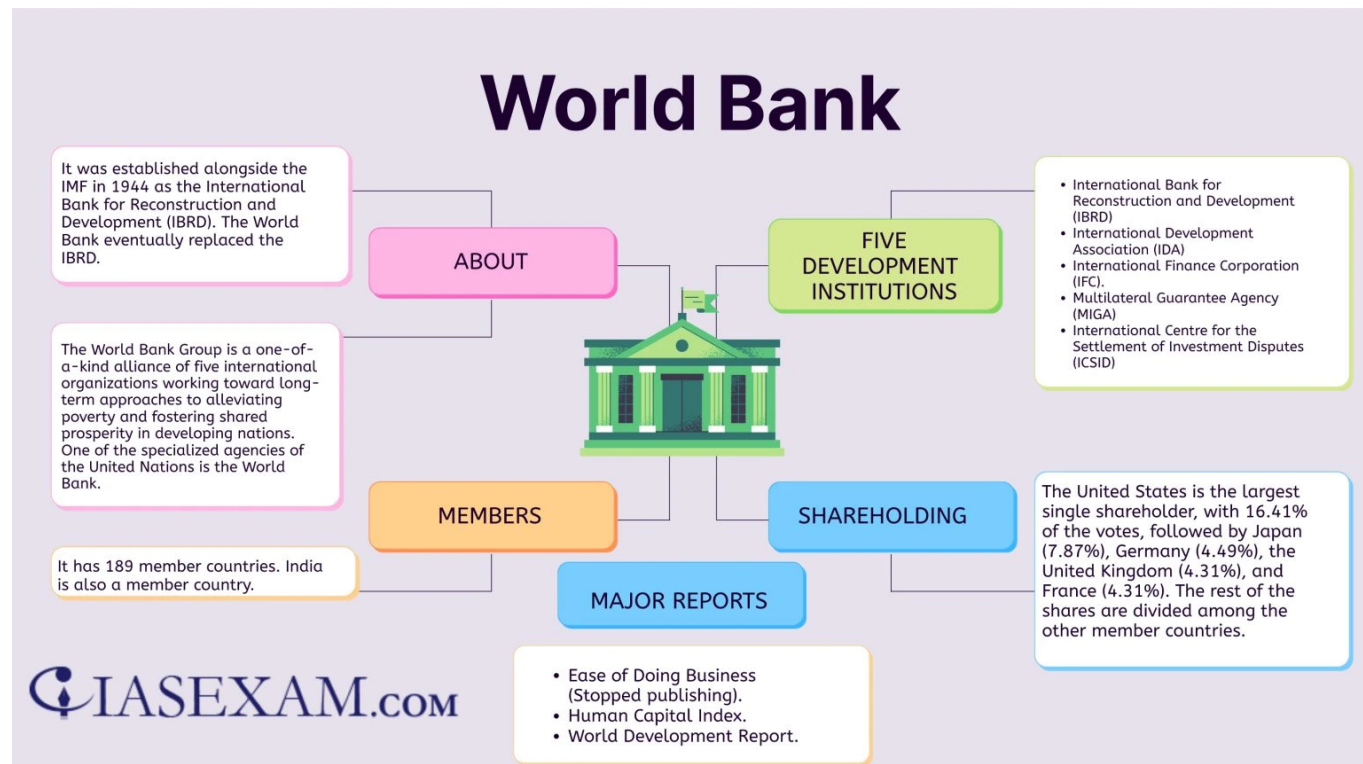 World Bank
It was established alongside the
IMF in 1944 as the International
Bank for Reconstruction and
Development (IBRD). The World
Bank eventually replaced the
IBRD.
ABOUT
The World Bank Group is a one-of-
a-kind alliance of five international
organizations working toward long-
term approaches to alleviating
poverty and fostering shared
prosperity in developing nations.
One of the specialized agencies of
the United Nations is the World
Bank.
FIVE
DEVELOPMENT
INSTITUTIONS
• International Bank for
Reconstruction and Development
(IBRD)
• International Development
Association (IDA)
• International Finance Corporation
(IFC).
• Multilateral Guarantee Agency
(MIGA)
• International Centre for the
Settlement of Investment Disputes
(ICSID)
MEMBERS
It has 189 member countries. India
is also a member country.
SHAREHOLDING
The United States is the largest
single shareholder, with 16.41%
of the votes, followed by Japan
(7.87%), Germany (4.49%), the
United Kingdom (4.31%), and
France (4.31%). The rest of the
shares are divided among the
other member countries.
MAJOR REPORTS
• Ease of Doing Business
(Stopped publishing).
• Human Capital Index.
• World Development Report.
IASEXAM.COM